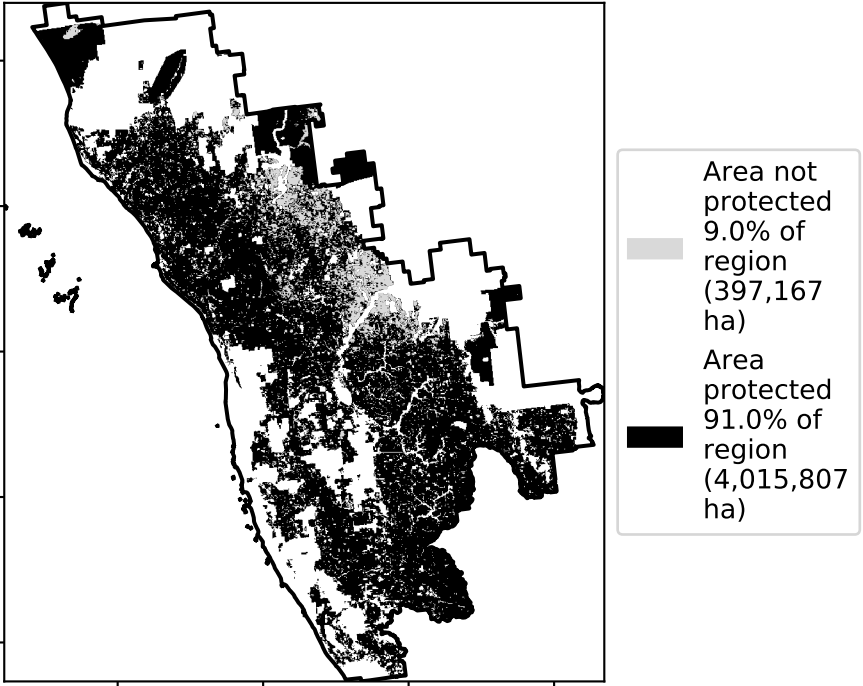 Area not
protected
9.0% of
region
(397,167
ha)
Area
protected
91.0% of
region
(4,015,807
ha)